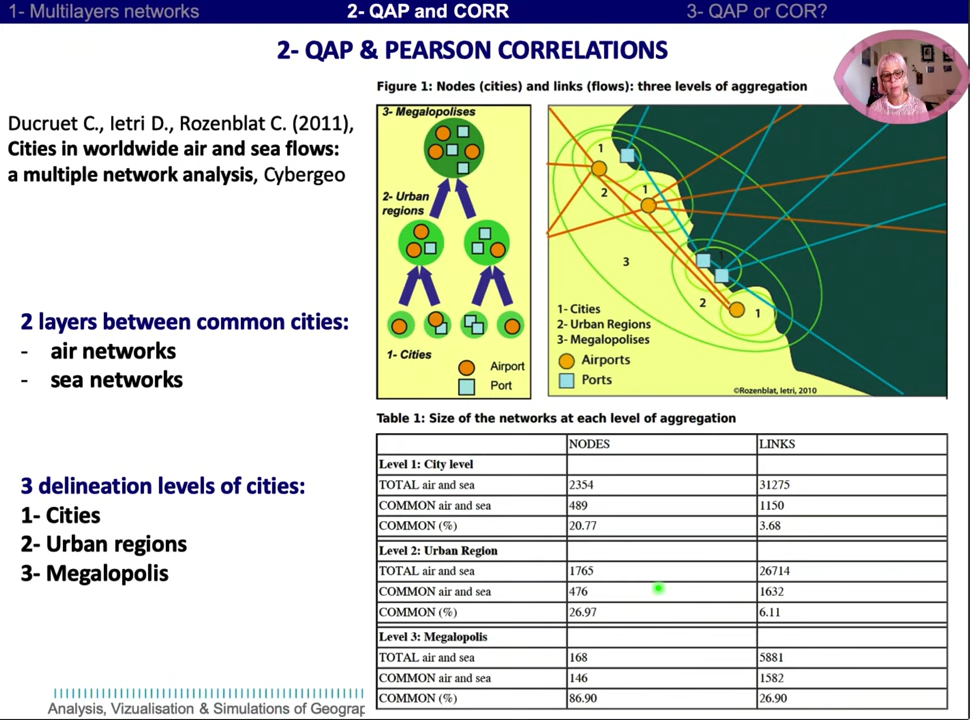 1- Multilayers networks
2- QAP and CORR
3- QAP or COR?
2- QAP & PEARSON CORRELATIONS
Ducruet C., Ietri D., Rozenblat C. (2011),
Cities in worldwide air and sea flows:
a multiple network analysis, Cybergeo
2 layers between common cities:
- air networks
- sea networks
3 delineation levels of cities:
1- Cities
2- Urban regions
3- Megalopolis
Figure 1: Nodes (cities) and links (flows): three levels of aggregation
3- Megalopolises
2- Urban
regions
1- Cities
Airport
Port
1
2
1
3
1
2
1
1- Cities
2- Urban Regions
3- Megalopolises
Airports
Ports
©Rozenblat, Ietri, 2010
Table 1: Size of the networks at each level of aggregation
NODES LINKS
Level 1: City level
TOTAL air and sea 2354 31275
COMMON air and sea 489 1150
COMMON (%) 20.77 3.68
Level 2: Urban Region
TOTAL air and sea 1765 26714
COMMON air and sea 476 1632
COMMON (%) 26.97 6.11
Level 3: Megalopolis
TOTAL air and sea 168 5881
COMMON air and sea 146 1582
COMMON (%) 86.90 26.90
Analysis, Vizualisation & Simulations of Geograp